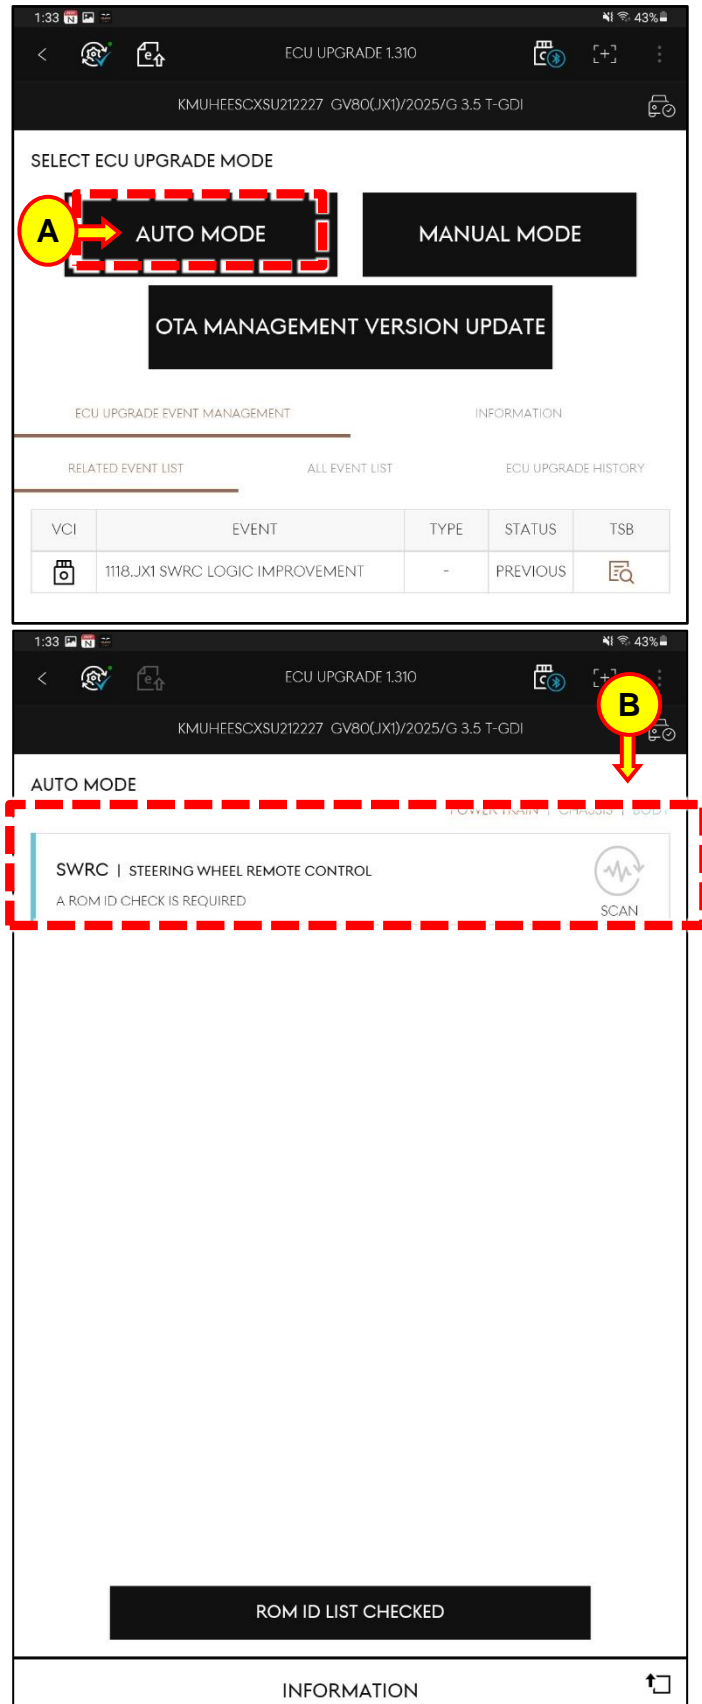 1:33 43%
ECU UPGRADE 1.310
KMUHEESCXSU212227 GV80(JX1)/2025/G 3.5 T-GDI
SELECT ECU UPGRADE MODE
A
AUTO MODE MANUAL MODE
OTA MANAGEMENT VERSION UPDATE
ECU UPGRADE EVENT MANAGEMENT INFORMATION
RELATED EVENT LIST ALL EVENT LIST ECU UPGRADE HISTORY
VCI EVENT TYPE STATUS TSB
1118.JX1 SWRC LOGIC IMPROVEMENT - PREVIOUS
1:33 43%
ECU UPGRADE 1.310
B
KMUHEESCXSU212227 GV80(JX1)/2025/G 3.5 T-GDI
AUTO MODE
POWER TRAIN | CHASSIS | BODY
SWRC | STEERING WHEEL REMOTE CONTROL
A ROM ID CHECK IS REQUIRED
SCAN
ROM ID LIST CHECKED
INFORMATION